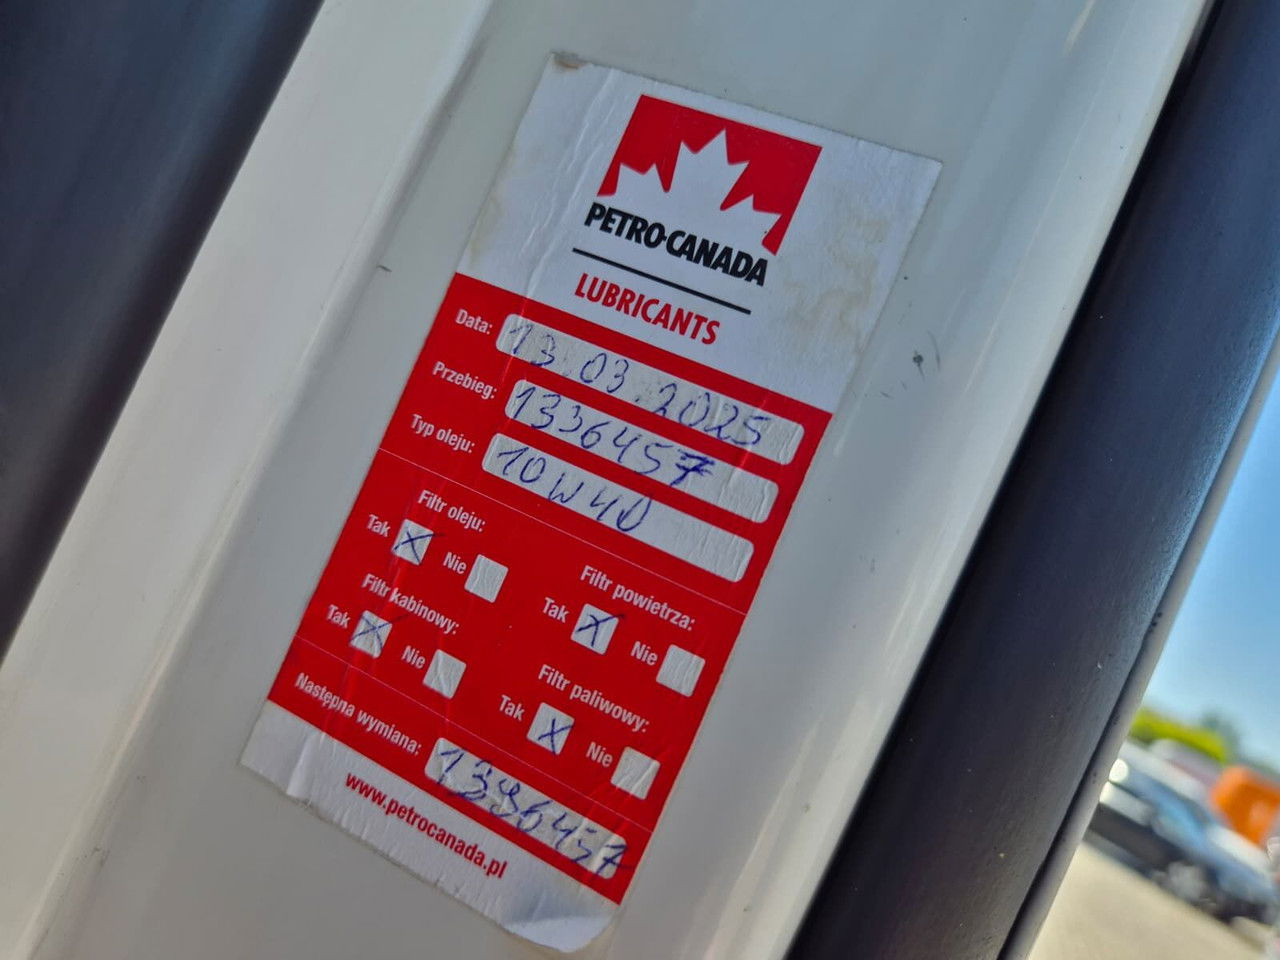 PETRO-CANADA
LUBRICANTS
Data: 13.03.2025
Przebieg: 1336457
Typ oleju: 10W40
Filtr oleju:
Tak X Nie
Filtr powietrza:
Tak X Nie
Filtr kabinowy:
Tak X Nie
Filtr paliwowy:
Tak X Nie
Następna wymiana:
www.petrocanada.pl